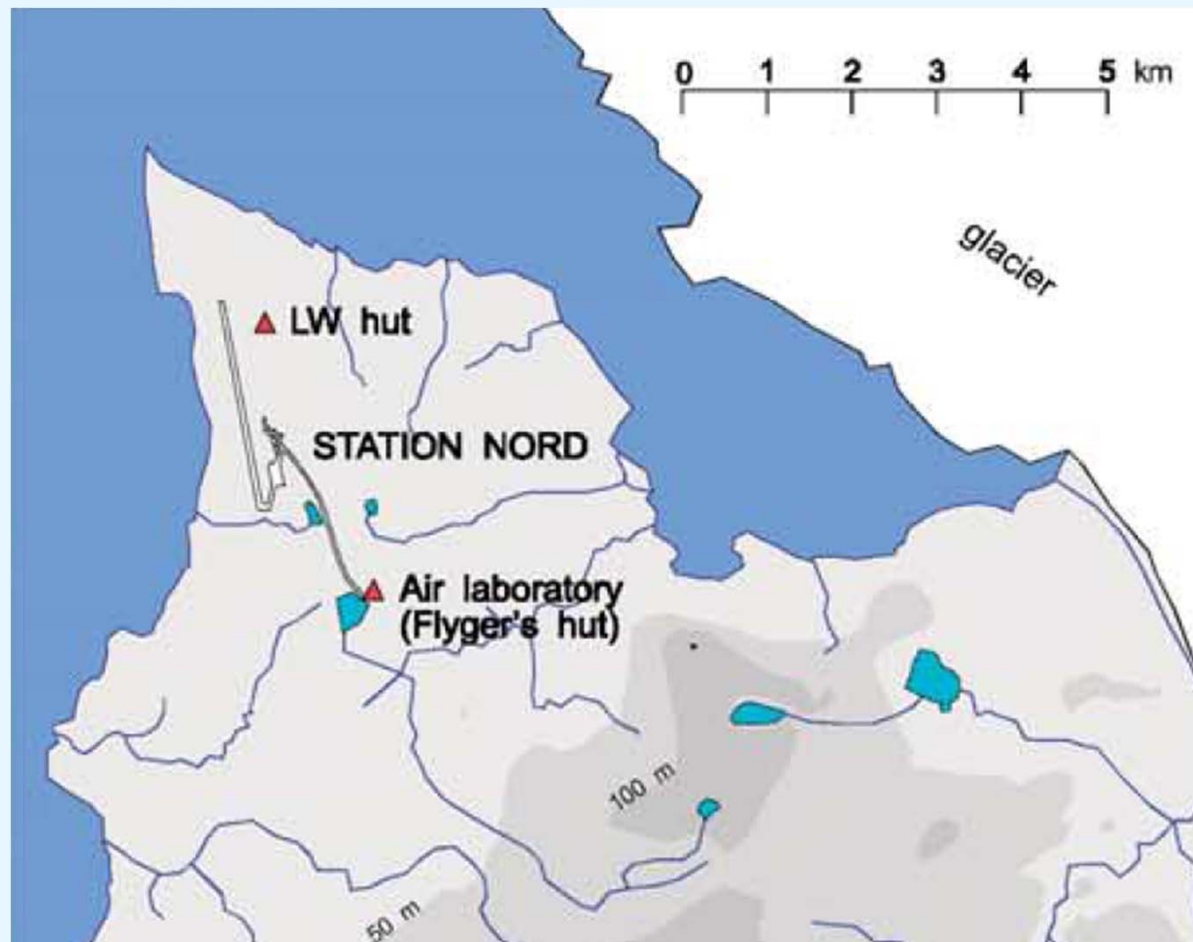 0 1 2 3 4 5 km
glacier
LW hut
STATION NORD
Air laboratory
(Flyger's hut)
100 m
50 m